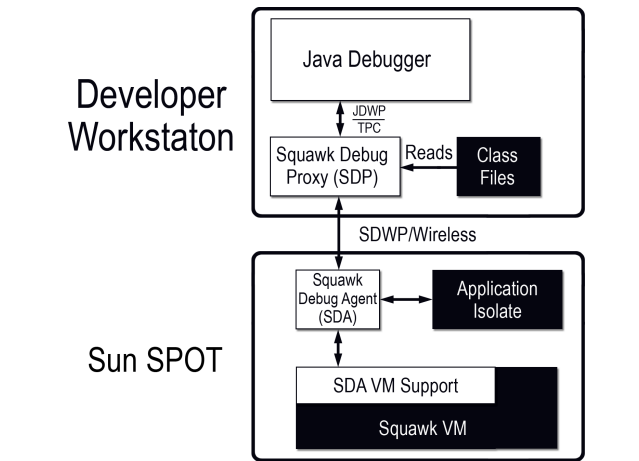 Java Debugger
Developer
Workstaton
JDWP
TPC
Squawk Debug
Proxy (SDP)
Reads
Class
Files
SDWP/Wireless
Squawk
Debug Agent
(SDA)
Application
Isolate
Sun SPOT
SDA VM Support
Squawk VM